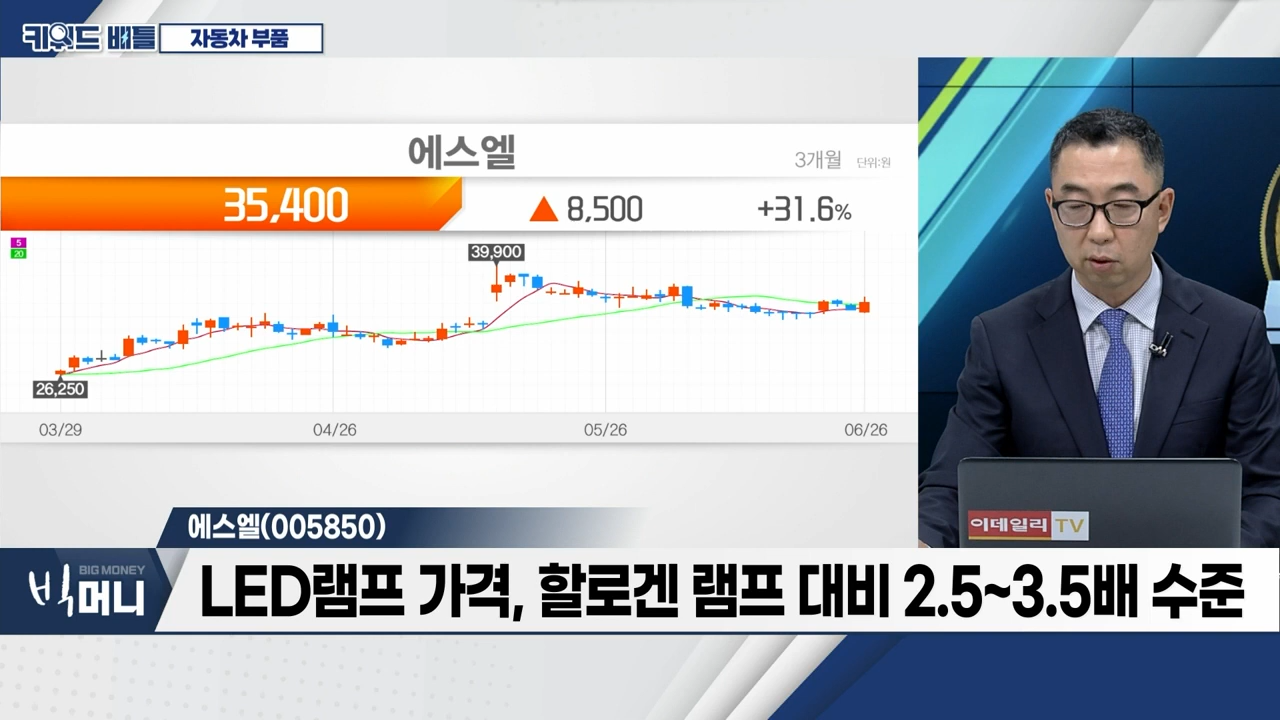 키워드 배틀
자동차 부품
에스엘
3개월 단위:원
35,400
▲ 8,500
+31.6%
5
20
39,900
26,250
03/29
04/26
05/26
06/26
에스엘(005850)
이데일리TV
BIG MONEY
빅머니
LED램프 가격, 할로겐 램프 대비 2.5~3.5배 수준